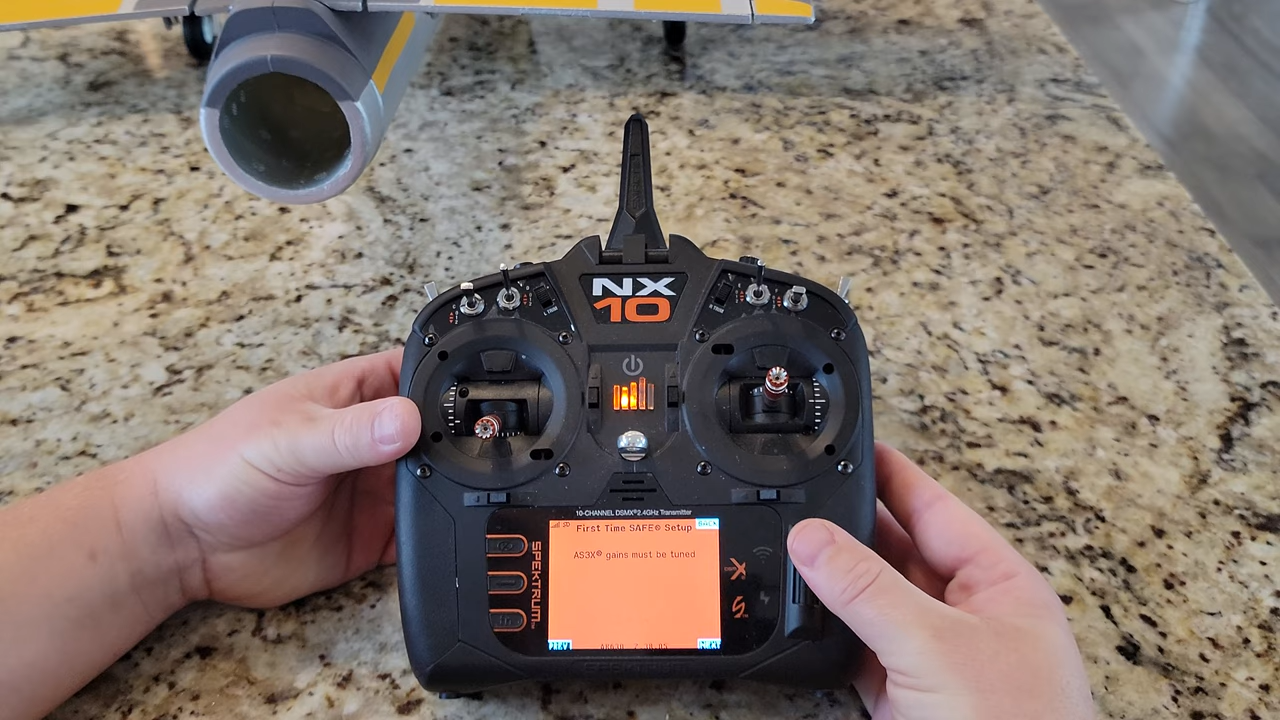 NX
10
10-CHANNEL DSMX® 2.4GHz Transmitter
First Time SAFE® Setup
BACK
AS3X® gains must be tuned
SPEKTRUM
NEXT